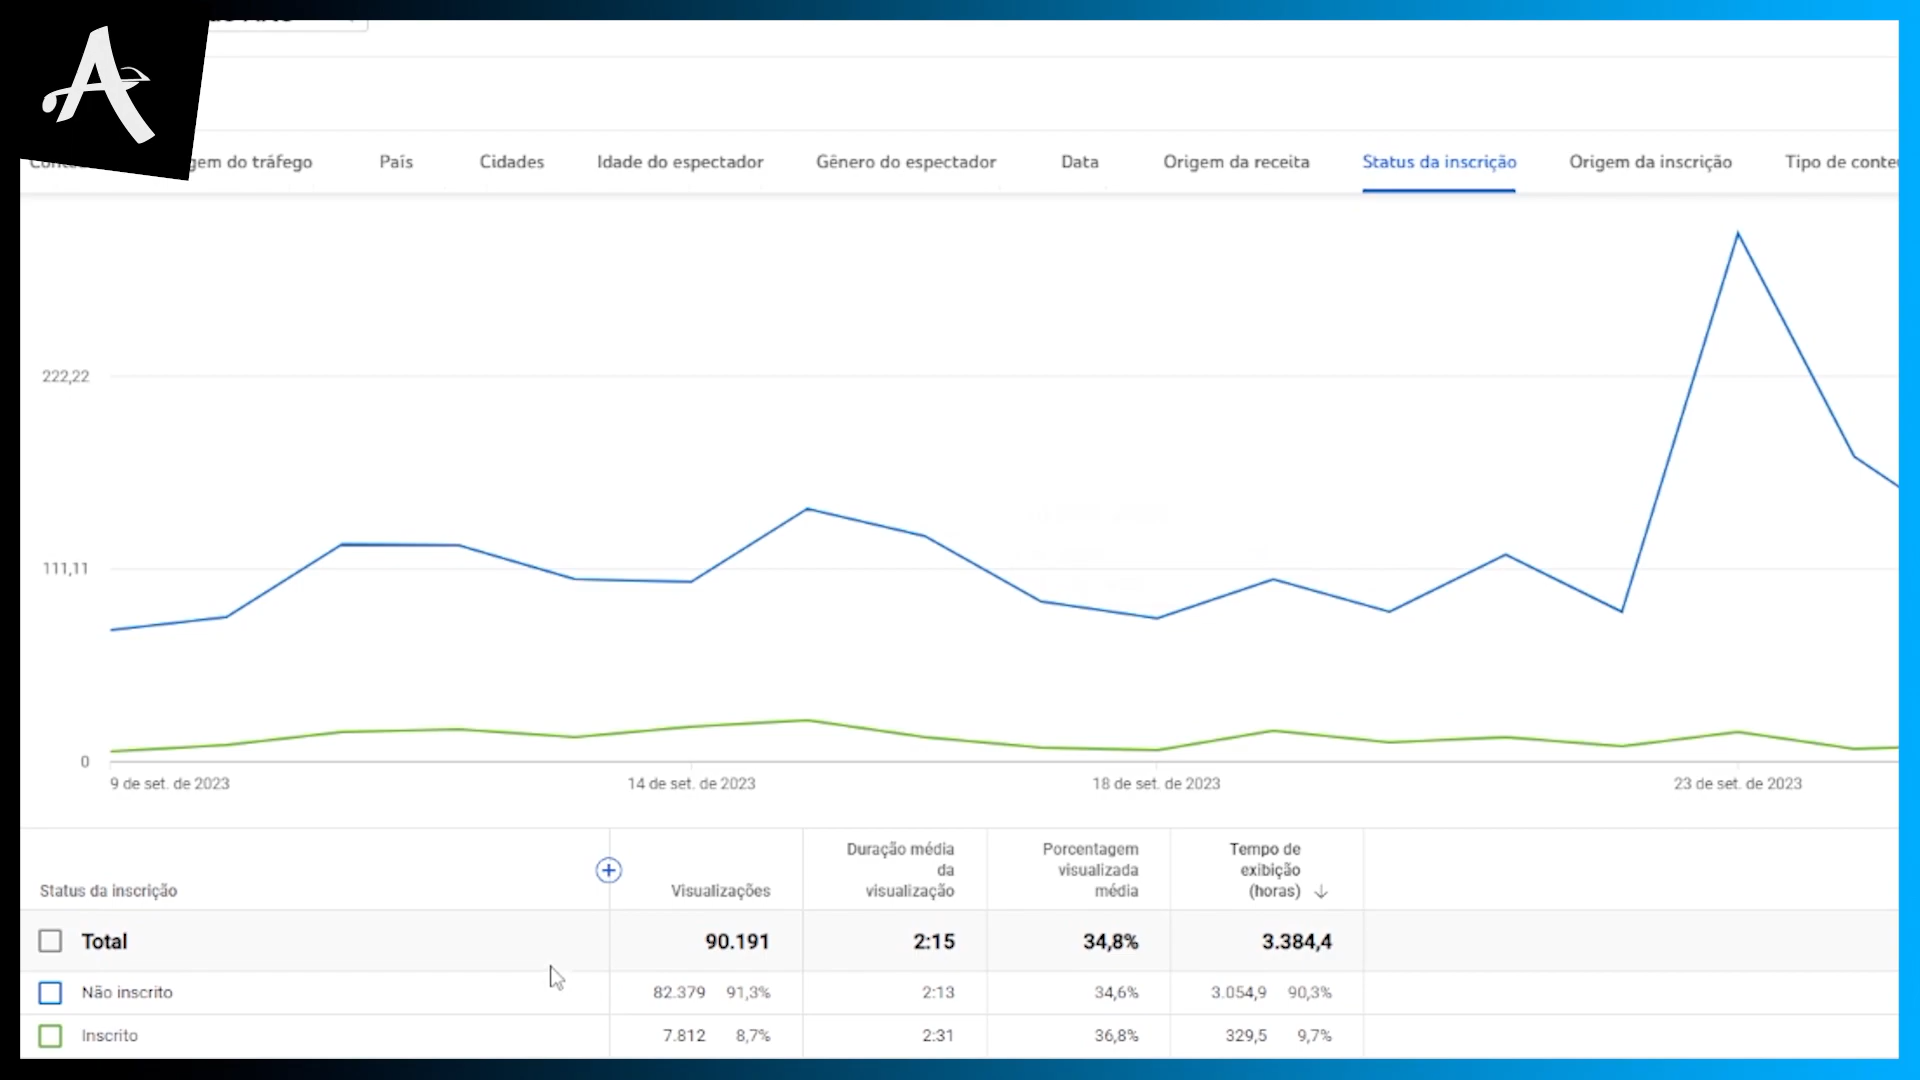 gem do tráfego País Cidades Idade do espectador Gênero do espectador Data Origem da receita Status da inscrição Origem da inscrição Tipo de conte
222,22
111,11
0
9 de set. de 2023 14 de set. de 2023 18 de set. de 2023 23 de set. de 2023
Status da inscrição
Visualizações
Duração média
da
visualização
Porcentagem
visualizada
média
Tempo de
exibição
(horas)
Total 90.191 2:15 34,8% 3.384,4
Não inscrito 82.379 91,3% 2:13 34,6% 3.054,9 90,3%
Inscrito 7.812 8,7% 2:31 36,8% 329,5 9,7%